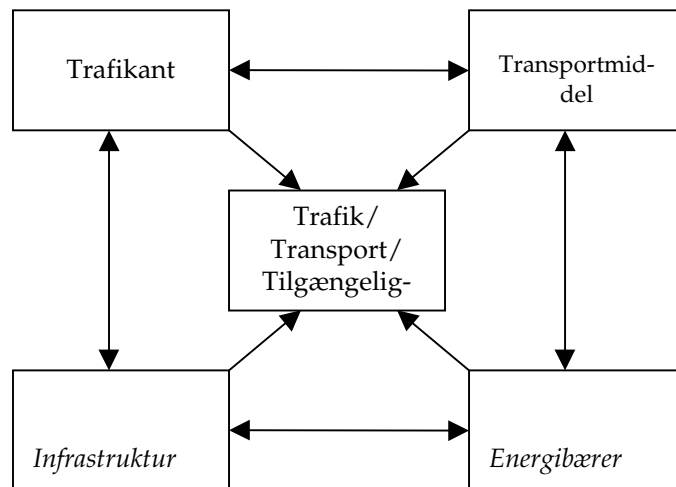 Trafikant
Transportmid-
del
Trafik/
Transport/
Tilgængelig-
Infrastruktur
Energibærer